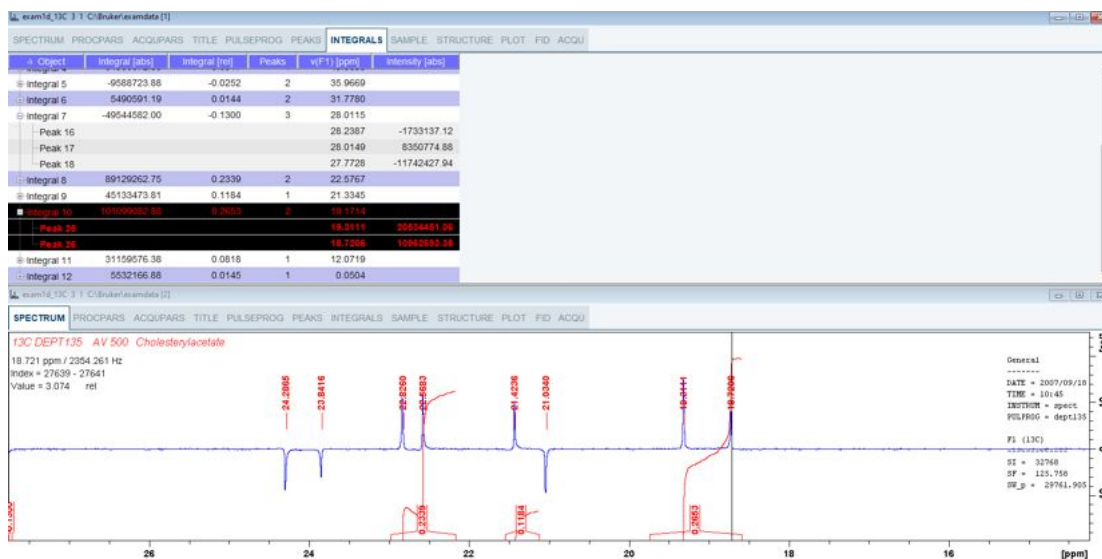 exam1d_13C 3 1 C:\Bruker\examdata [1]
SPECTRUM PROCPARS ACQUPARS TITLE PULSEPROG PEAKS INTEGRALS SAMPLE STRUCTURE PLOT FID ACQU
Object Integral [abs] Integral [rel] Peaks ν(F1) [ppm] Intensity [abs]
Integral 4
Integral 5 -9588723.88 -0.0252 2 35.9669
Integral 6 5490591.19 0.0144 2 31.7780
Integral 7 -49544582.00 -0.1300 3 28.0115
Peak 16 28.2387 -1733137.12
Peak 17 28.0149 8350774.88
Peak 18 27.7728 -11742427.94
Integral 8 89129262.75 0.2339 2 22.5767
Integral 9 45133473.81 0.1184 1 21.3345
Integral 10 0.2653 2 19.1714
Peak 25 19.3111
Peak 26 18.7206
Integral 11 31159576.38 0.0818 1 12.0719
Integral 12 5532166.88 0.0145 1 0.0504
exam1d_13C 3 1 C:\Bruker\examdata [2]
SPECTRUM PROCPARS ACQUPARS TITLE PULSEPROG PEAKS INTEGRALS SAMPLE STRUCTURE PLOT FID ACQU
13C DEPT135 AV 500 Cholesterylacetate
18.721 ppm / 2354.261 Hz
Index = 27639 - 27641
Value = 3.074 rel
24.2865 23.8416 22.8260 22.5683 21.4236 21.0340 19.3111 18.7206
General
DATE = 2007/09/18
TIME = 10:45
INSTRUM = spect
PULPROG = dept135
F1 (13C)
SI = 32768
SF = 125.758
SW_p = 29761.905
-0.1300 0.2339 0.1184 0.2653
26 24 22 20 18 16 [ppm]